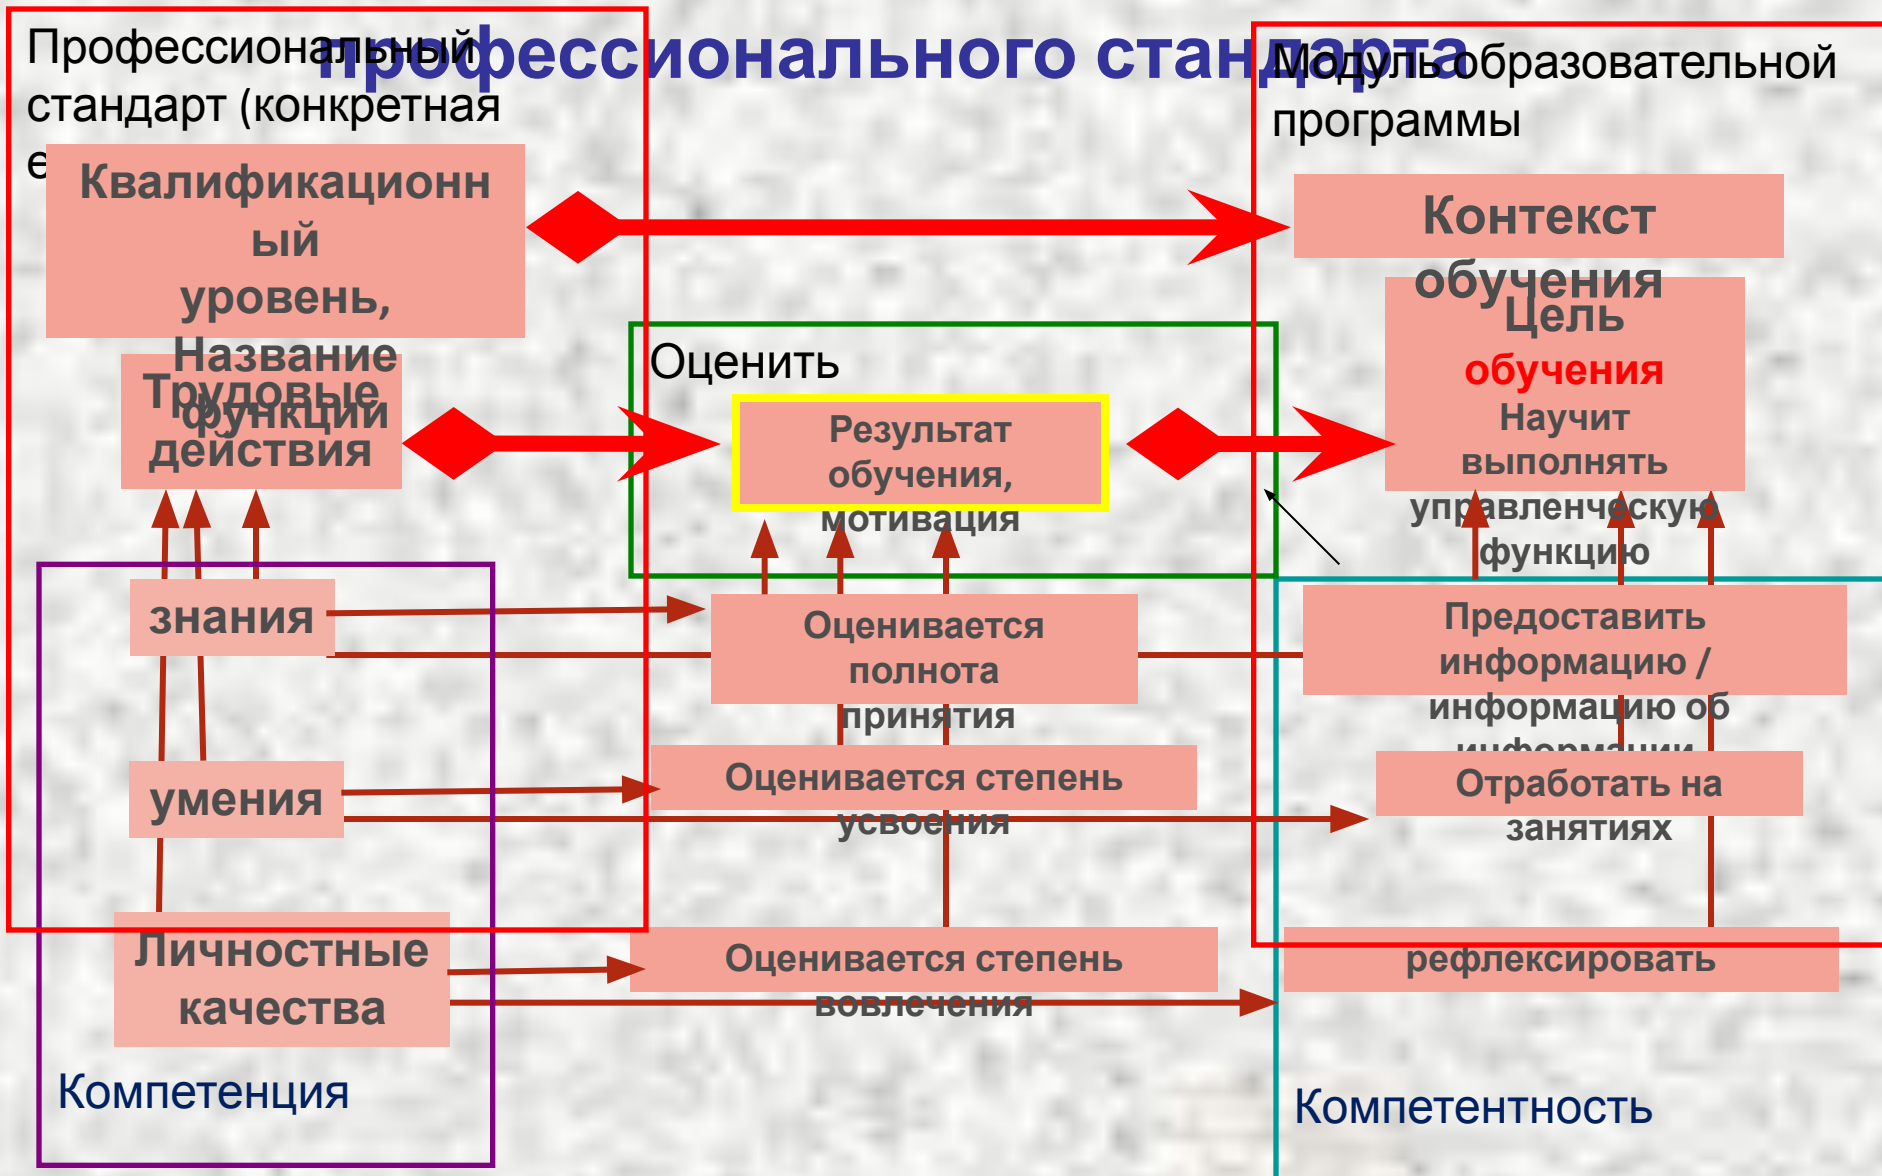 профессионального стандарта
Профессиональный
стандарт (конкретная
Квалификационн
ый
уровень,
Название
функции
Трудовые
действия
знания
умения
Личностные
качества
Компетенция
Оценить
Результат
обучения,
мотивация
Оценивается
полнота
принятия
Оценивается степень
усвоения
Оценивается степень
вовлечения
Модуль образовательной
программы
Контекст
обучения
Цель
обучения
Научит
выполнять
управленческую
функцию
Предоставить
информацию /
информацию об
информации
Отработать на
занятиях
рефлексировать
Компетентность